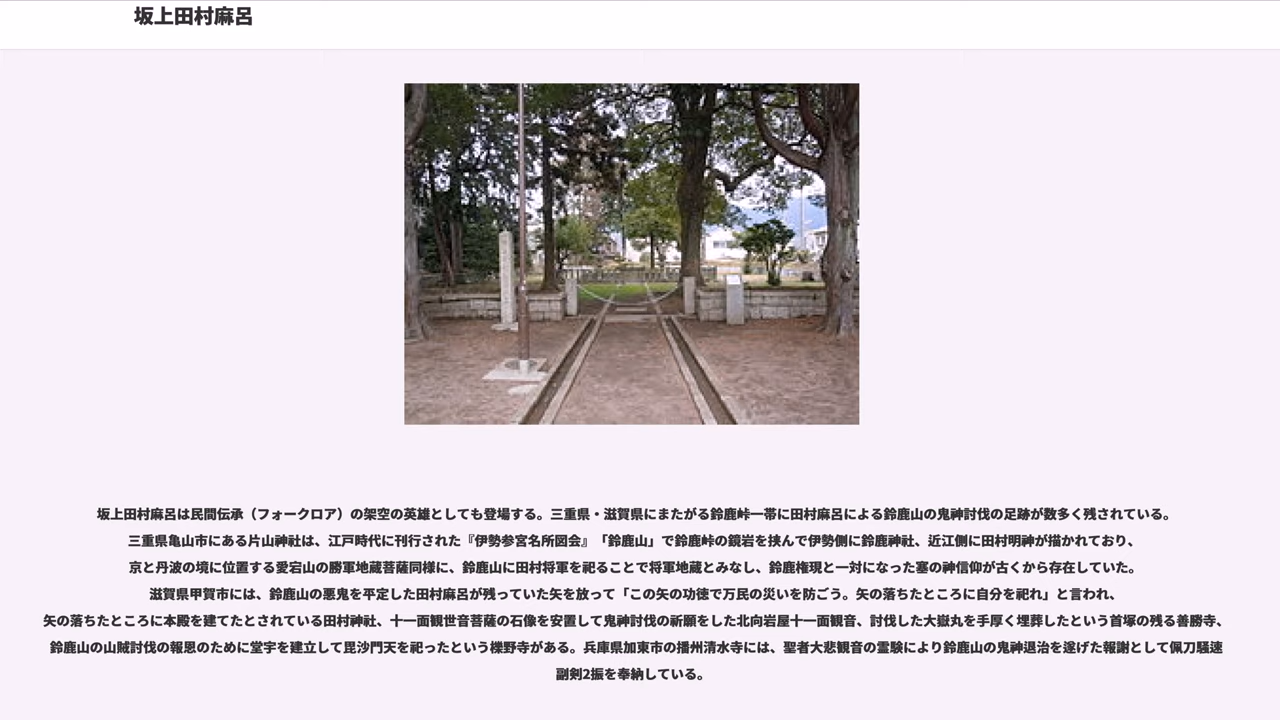 坂上田村麻呂
坂上田村麻呂は民間伝承（フォークロア）の架空の英雄としても登場する。三重県・滋賀県にまたがる鈴鹿峠一帯に田村麻呂による鈴鹿山の鬼神討伐の足跡が数多く残されている。
三重県亀山市にある片山神社は、江戸時代に刊行された『伊勢参宮名所図会』「鈴鹿山」で鈴鹿峠の鏡岩を挟んで伊勢側に鈴鹿神社、近江側に田村明神が描かれており、
京と丹波の境に位置する愛宕山の勝軍地蔵菩薩同様に、鈴鹿山に田村将軍を祀ることで将軍地蔵とみなし、鈴鹿権現と一対になった塞の神信仰が古くから存在していた。
滋賀県甲賀市には、鈴鹿山の悪鬼を平定した田村麻呂が残っていた矢を放って「この矢の功徳で万民の災いを防ごう。矢の落ちたところに自分を祀れ」と言われ、
矢の落ちたところに本殿を建てたとされている田村神社、十一面観世音菩薩の石像を安置して鬼神討伐の祈願をした北向岩屋十一面観音、討伐した大嶽丸を手厚く埋葬したという首塚の残る善勝寺、
鈴鹿山の山賊討伐の報恩のために堂宇を建立して毘沙門天を祀ったという櫟野寺がある。兵庫県加東市の播州清水寺には、聖者大悲観音の霊験により鈴鹿山の鬼神退治を遂げた報謝として佩刀騒速
副剣2振を奉納している。